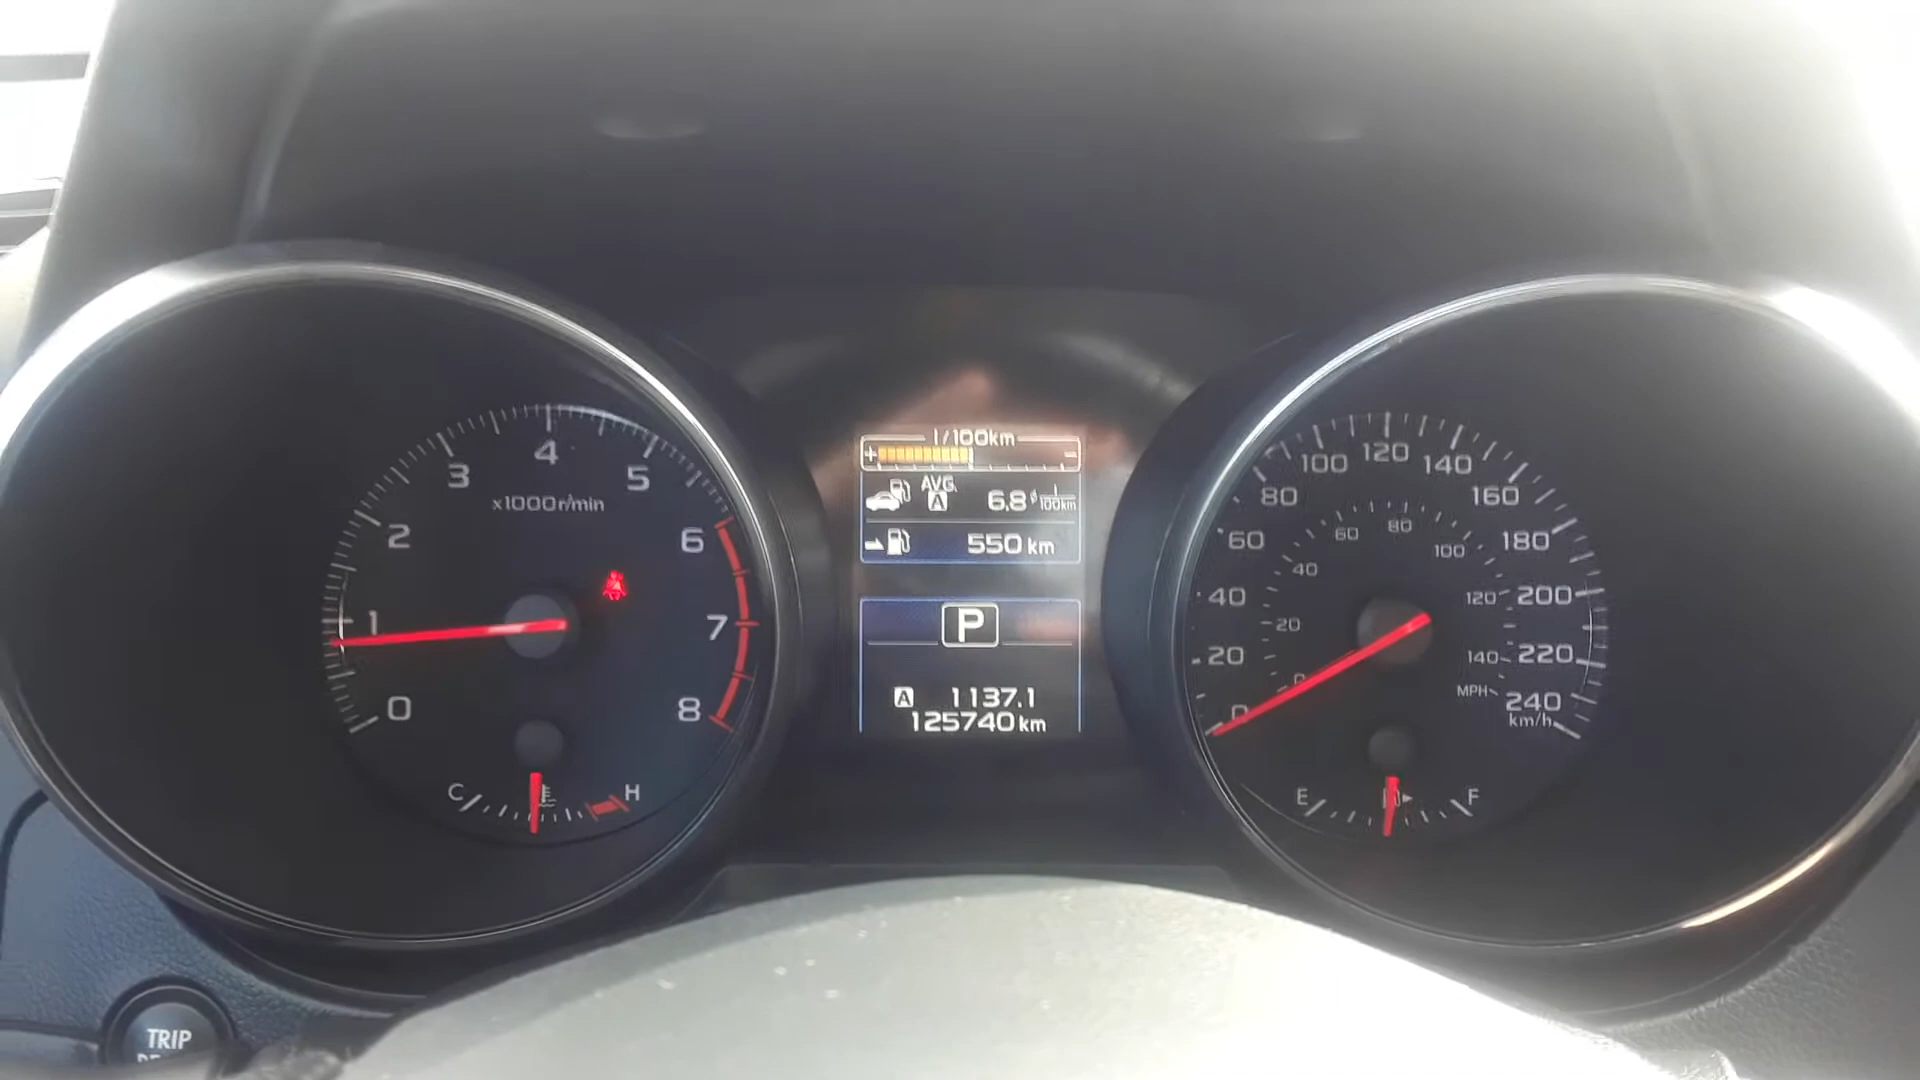 0
1
2
3
4
5
6
7
8
x1000r/min
C
H
l/100km
+ -
AVG.
A 6.8 l/100km
550 km
P
A 1137.1
125740 km
0
20
40
60
80
100
120
140
160
180
200
220
240
km/h
0
20
40
60
80
100
120
140
MPH
E
F
TRIP